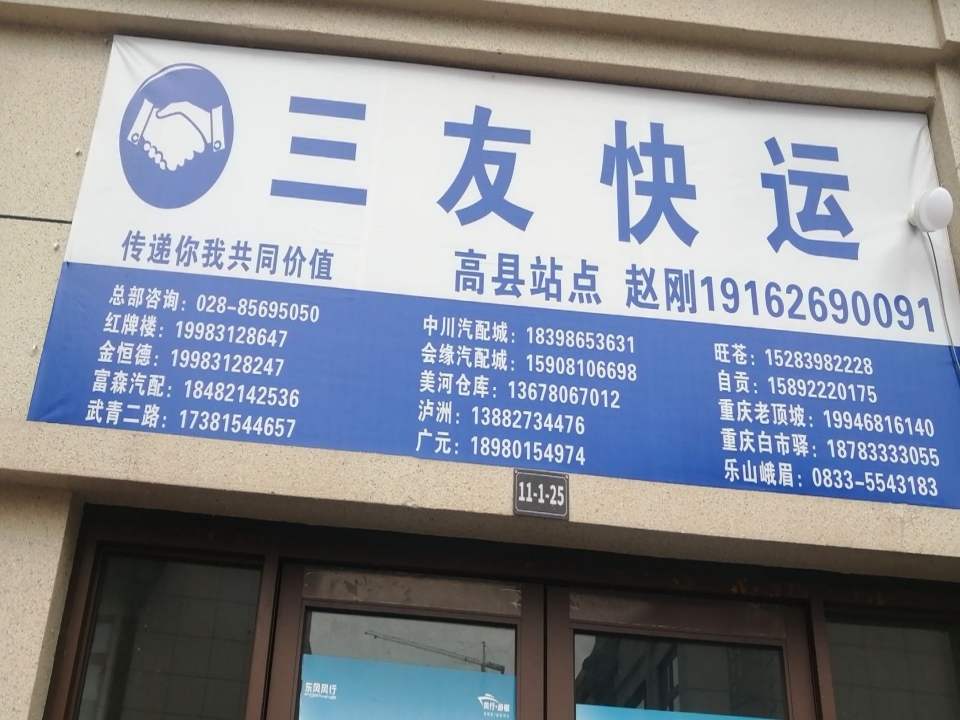 三友快运
传递你我共同价值
高县站点 赵刚19162690091
总部咨询：028-85695050
红牌楼：19983128647
金恒德：19983128247
富森汽配：18482142536
武青二路：17381544657
中川汽配城：18398653631
会缘汽配城：15908106698
美河仓库：13678067012
泸洲：13882734476
广元：18980154974
旺苍：15283982228
自贡：15892220175
重庆老顶坡：19946816140
重庆白市驿：18783333055
乐山峨眉：0833-5543183
11-1-25
东风风行